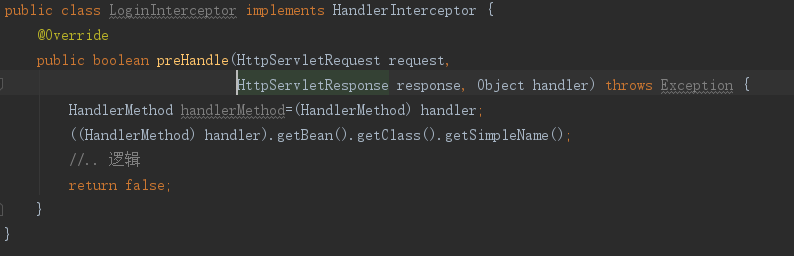 public class LoginInterceptor implements HandlerInterceptor {
@Override
public boolean preHandle(HttpServletRequest request,
HttpServletResponse response, Object handler) throws Exception {
HandlerMethod handlerMethod=(HandlerMethod) handler;
((HandlerMethod) handler).getBean().getClass().getSimpleName();
//.. 逻辑
return false;
}
}